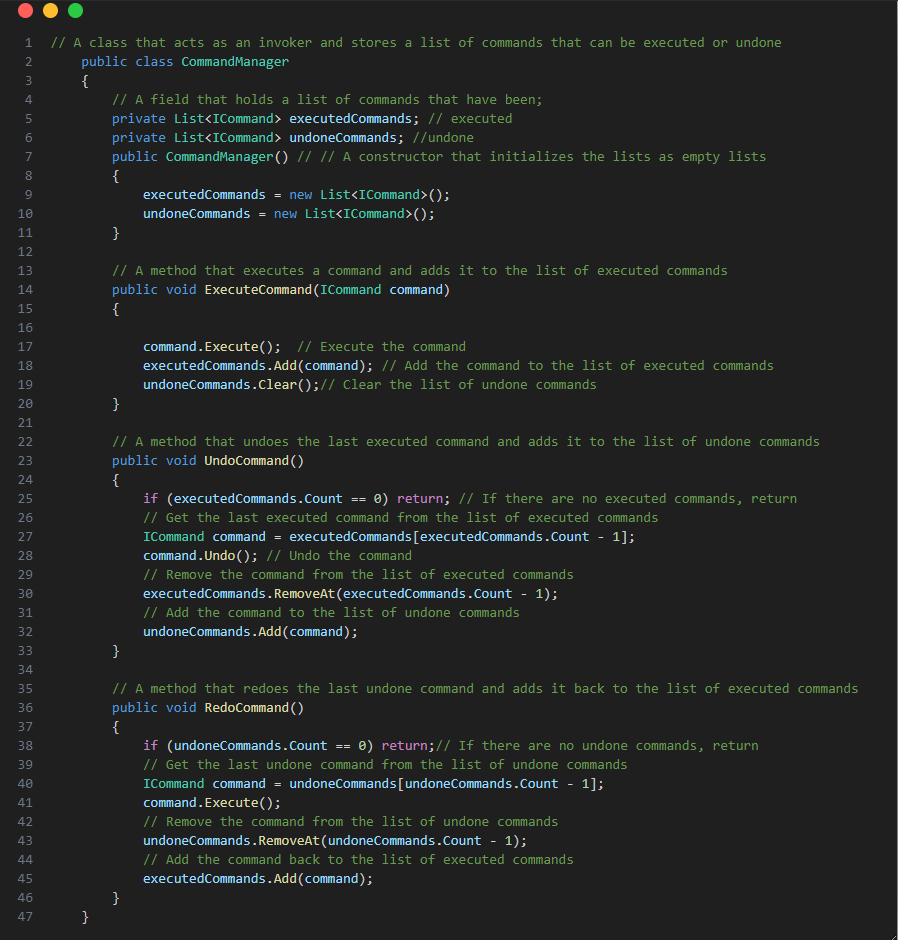 1 // A class that acts as an invoker and stores a list of commands that can be executed or undone
2 public class CommandManager
3 {
4 // A field that holds a list of commands that have been;
5 private List<ICommand> executedCommands; // executed
6 private List<ICommand> undoneCommands; //undone
7 public CommandManager() // // A constructor that initializes the lists as empty lists
8 {
9 executedCommands = new List<ICommand>();
10 undoneCommands = new List<ICommand>();
11 }
12
13 // A method that executes a command and adds it to the list of executed commands
14 public void ExecuteCommand(ICommand command)
15 {
16
17 command.Execute();  // Execute the command
18 executedCommands.Add(command); // Add the command to the list of executed commands
19 undoneCommands.Clear();// Clear the list of undone commands
20 }
21
22 // A method that undoes the last executed command and adds it to the list of undone commands
23 public void UndoCommand()
24 {
25 if (executedCommands.Count == 0) return; // If there are no executed commands, return
26 // Get the last executed command from the list of executed commands
27 ICommand command = executedCommands[executedCommands.Count - 1];
28 command.Undo(); // Undo the command
29 // Remove the command from the list of executed commands
30 executedCommands.RemoveAt(executedCommands.Count - 1);
31 // Add the command to the list of undone commands
32 undoneCommands.Add(command);
33 }
34
35 // A method that redoes the last undone command and adds it back to the list of executed commands
36 public void RedoCommand()
37 {
38 if (undoneCommands.Count == 0) return;// If there are no undone commands, return
39 // Get the last undone command from the list of undone commands
40 ICommand command = undoneCommands[undoneCommands.Count - 1];
41 command.Execute();
42 // Remove the command from the list of undone commands
43 undoneCommands.RemoveAt(undoneCommands.Count - 1);
44 // Add the command back to the list of executed commands
45 executedCommands.Add(command);
46 }
47 }